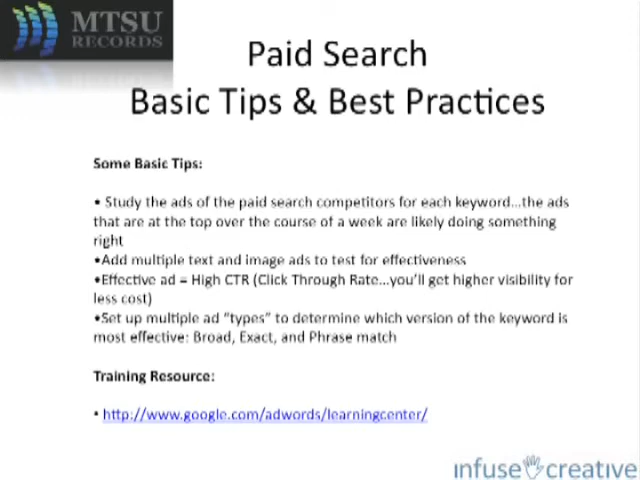 MTSU
RECORDS
Paid Search
Basic Tips & Best Practices
Some Basic Tips:
• Study the ads of the paid search competitors for each keyword...the ads
that are at the top over the course of a week are likely doing something
right
•Add multiple text and image ads to test for effectiveness
•Effective ad = High CTR (Click Through Rate...you'll get higher visibility for
less cost)
•Set up multiple ad "types" to determine which version of the keyword is
most effective: Broad, Exact, and Phrase match
Training Resource:
• http://www.google.com/adwords/learningcenter/
infuse creative